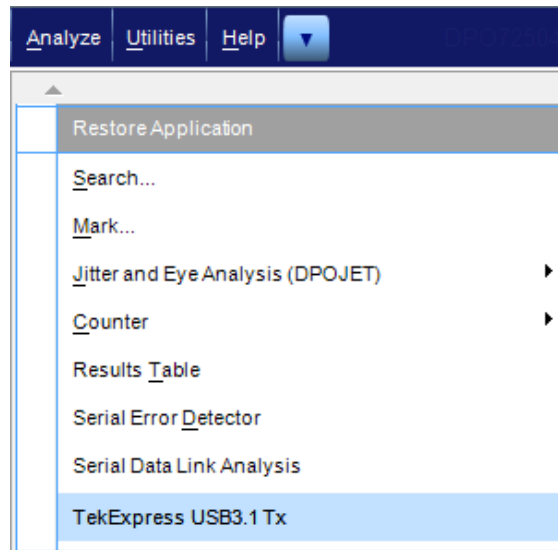 Analyze Utilities Help
Restore Application
Search...
Mark...
Jitter and Eye Analysis (DPOJET)
Counter
Results Table
Serial Error Detector
Serial Data Link Analysis
TekExpress USB3.1 Tx